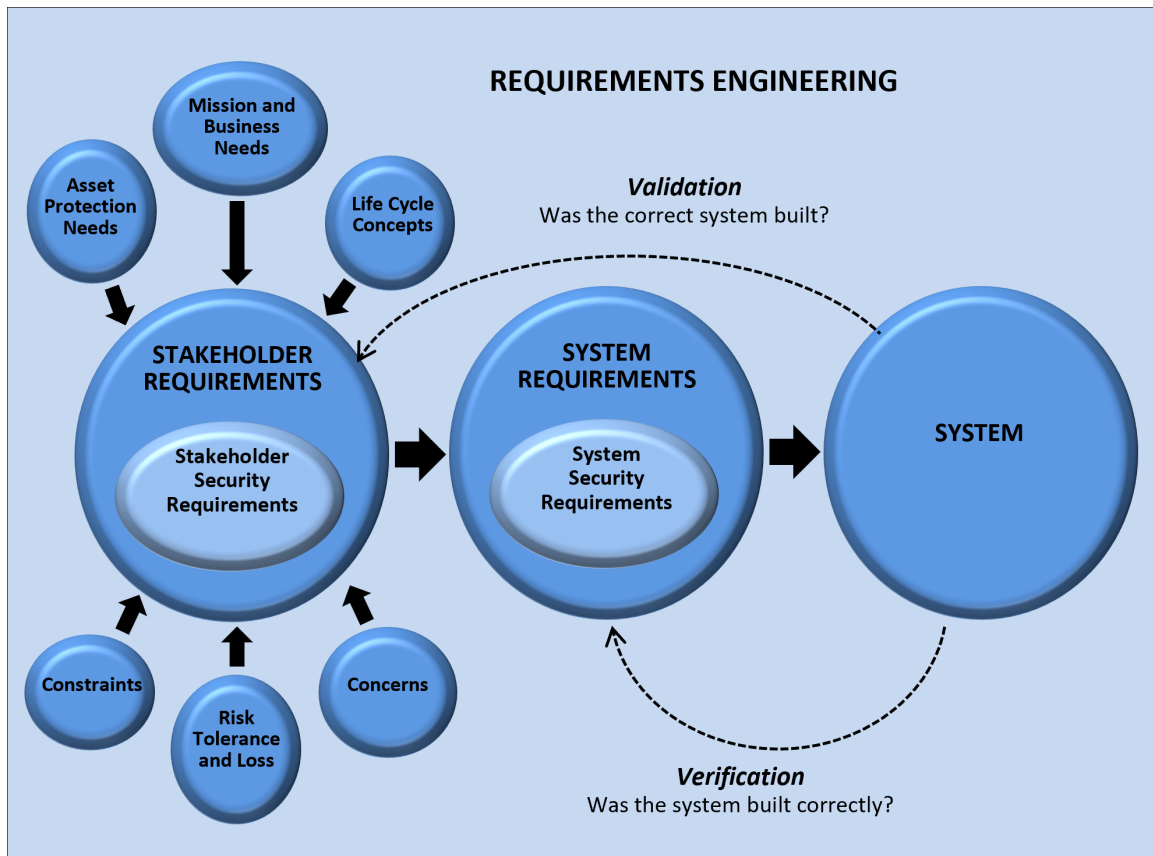 REQUIREMENTS ENGINEERING
Mission and
Business
Needs
Asset
Protection
Needs
Life Cycle
Concepts
Validation
Was the correct system built?
STAKEHOLDER
REQUIREMENTS
Stakeholder
Security
Requirements
SYSTEM
REQUIREMENTS
System
Security
Requirements
SYSTEM
Constraints
Risk
Tolerance
and Loss
Concerns
Verification
Was the system built correctly?